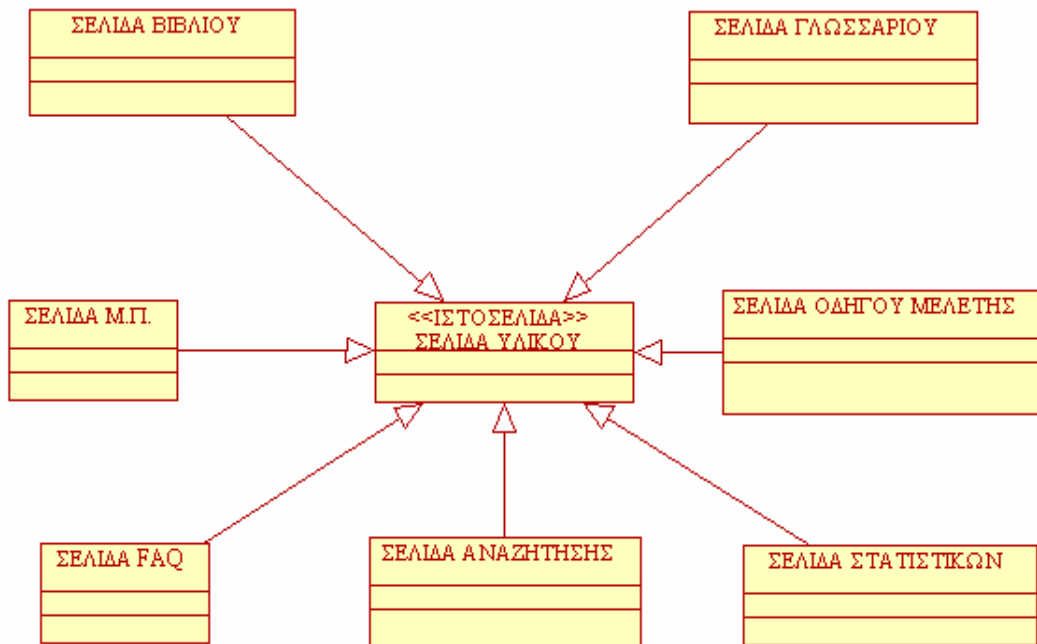 ΣΕΛΙΔΑ ΒΙΒΛΙΟΥ
ΣΕΛΙΔΑ ΓΛΩΣΣΑΡΙΟΥ
ΣΕΛΙΔΑ Μ.Π.
<<ΙΣΤΟΣΕΛΙΔΑ>>
ΣΕΛΙΔΑ ΥΛΙΚΟΥ
ΣΕΛΙΔΑ ΟΔΗΓΟΥ ΜΕΛΕΤΗΣ
ΣΕΛΙΔΑ FAQ
ΣΕΛΙΔΑ ΑΝΑΖΗΤΗΣΗΣ
ΣΕΛΙΔΑ ΣΤΑΤΙΣΤΙΚΩΝ